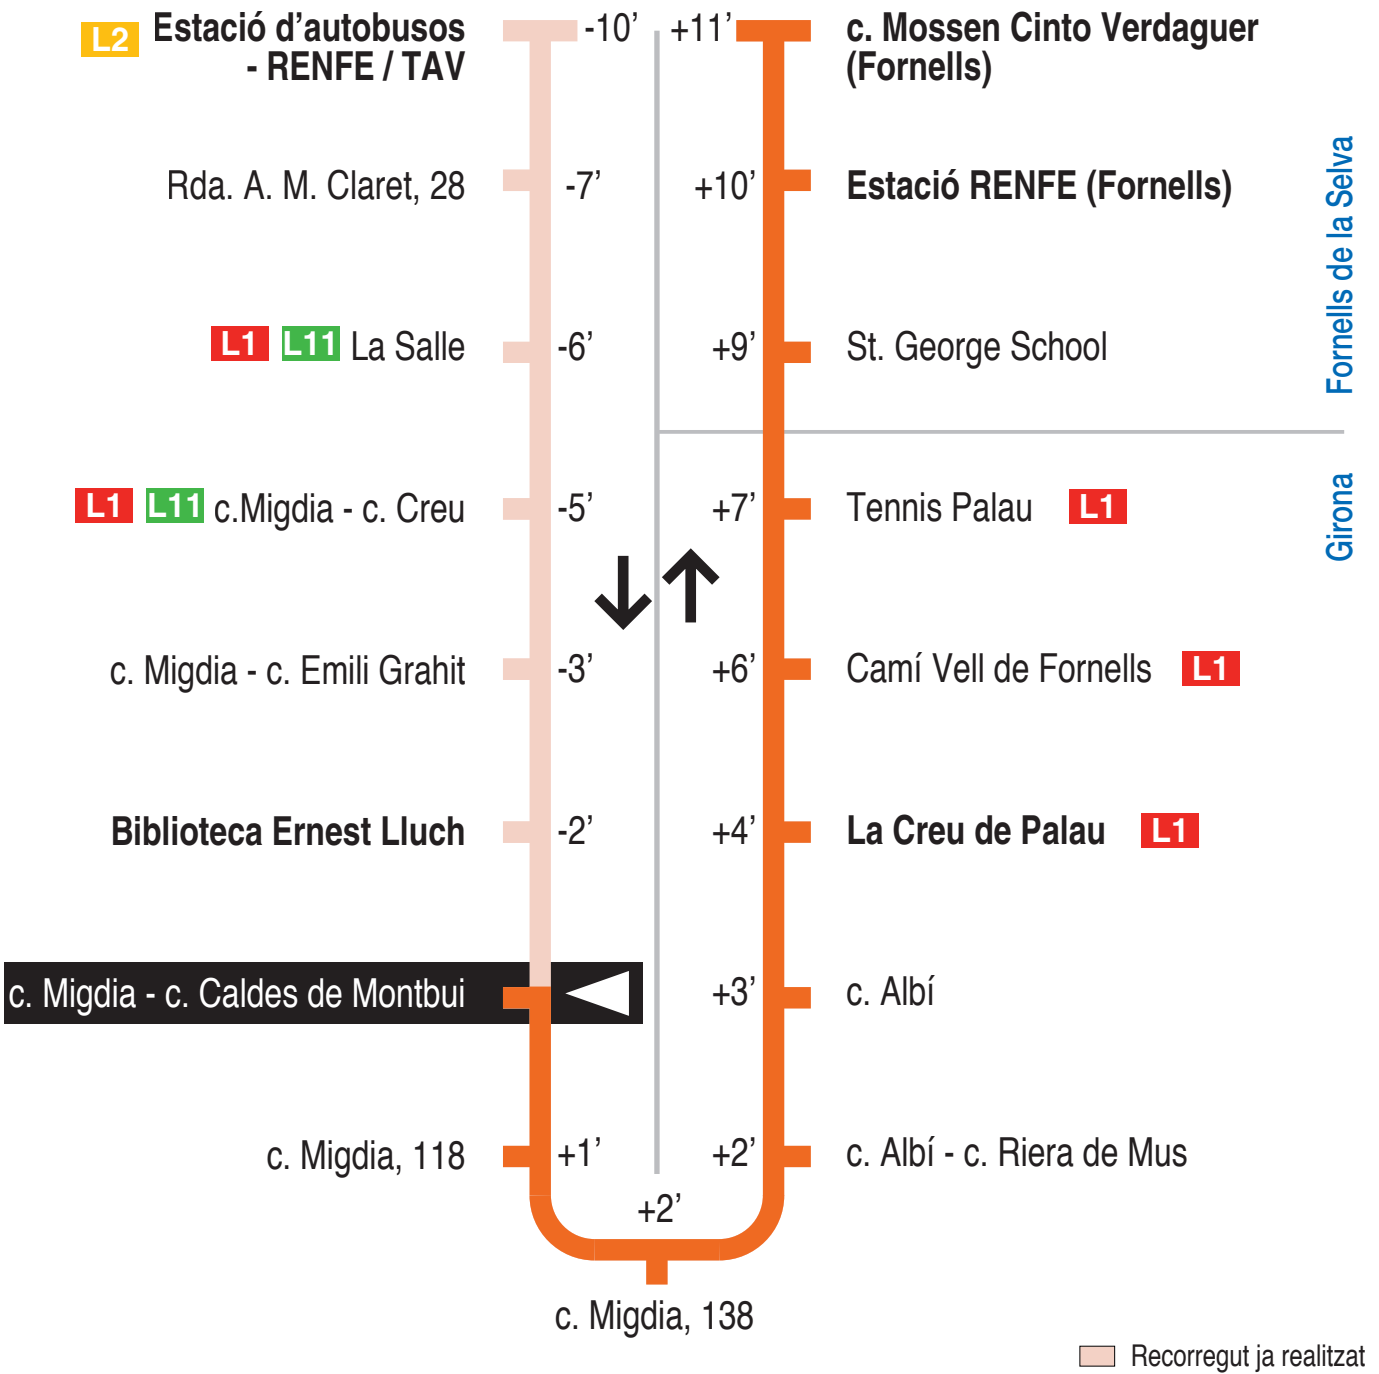 L2 Estació d’autobusos
- RENFE / TAV
-10’
Rda. A. M. Claret, 28 -7’
L1 L11 La Salle -6’
L1 L11 c.Migdia - c. Creu -5’
c. Migdia - c. Emili Grahit -3’
Biblioteca Ernest Lluch -2’
c. Migdia - c. Caldes de Montbui
c. Migdia, 118 +1’
+2’
c. Migdia, 138
+11’ c. Mossen Cinto Verdaguer
(Fornells)
+10’ Estació RENFE (Fornells)
+9’ St. George School
+7’ Tennis Palau L1
+6’ Camí Vell de Fornells L1
+4’ La Creu de Palau L1
+3’ c. Albí
+2’ c. Albí - c. Riera de Mus
Fornells de la Selva
Girona
Recorregut ja realitzat